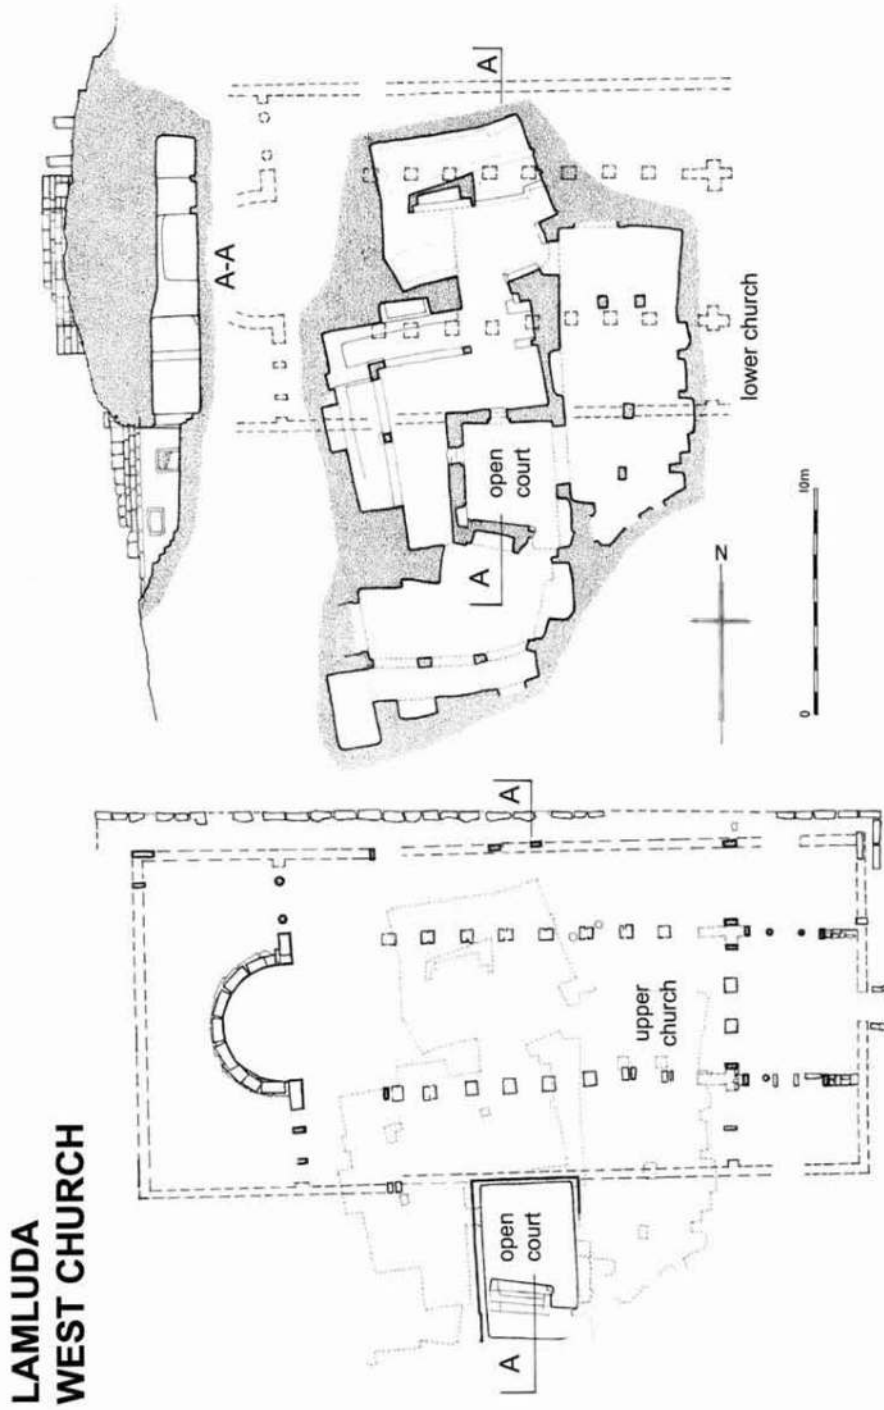 LAMLUDA
WEST CHURCH
A
open
court
upper
church
A
A-A
A
open
court
A
lower church
N
0
10m